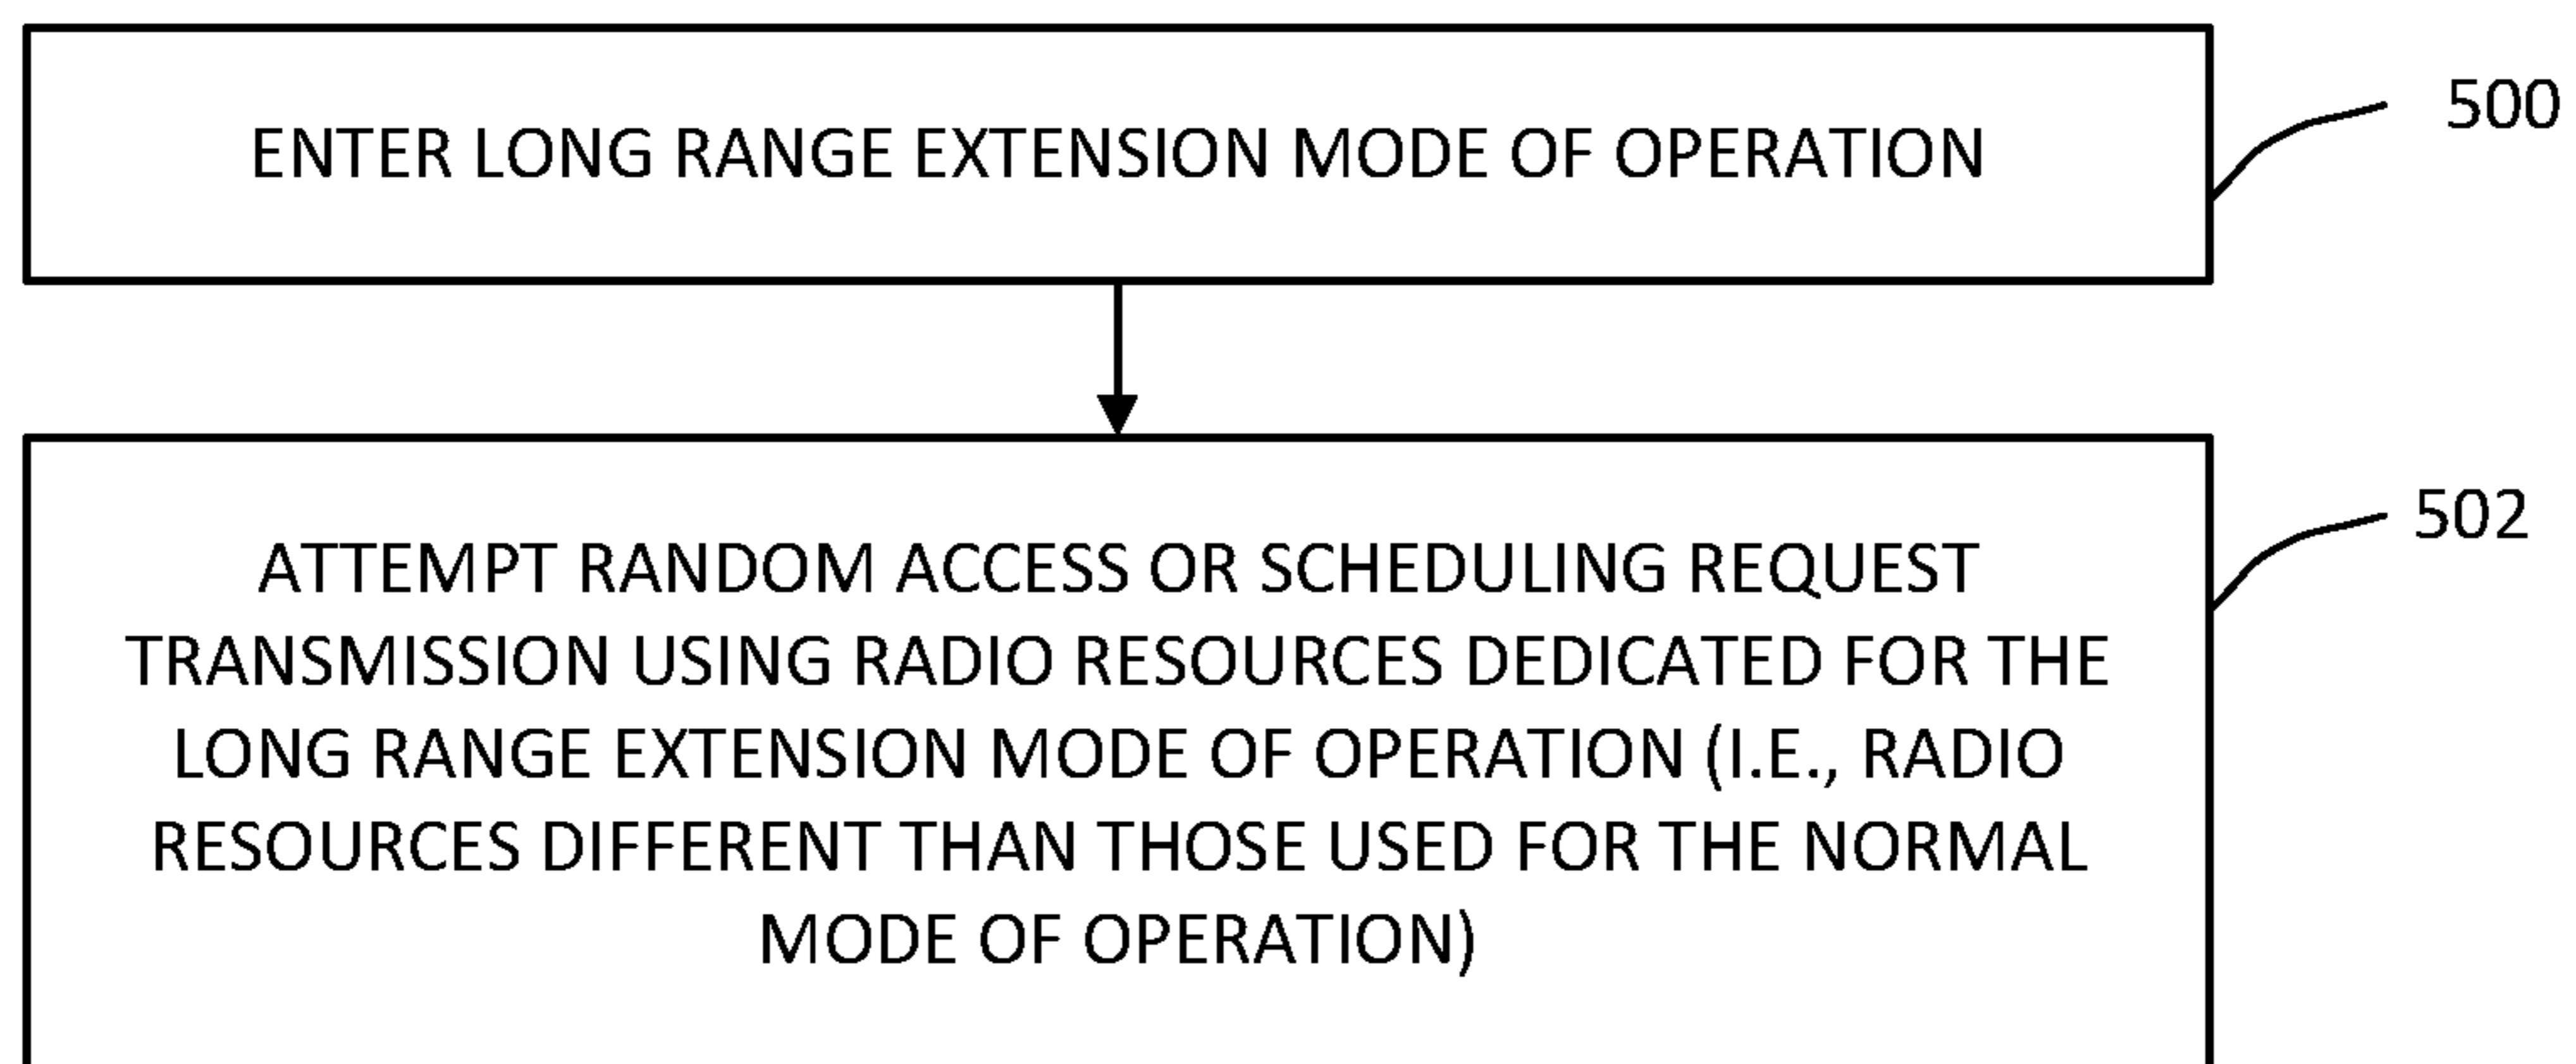 ENTER LONG RANGE EXTENSION MODE OF OPERATION
500
ATTEMPT RANDOM ACCESS OR SCHEDULING REQUEST
TRANSMISSION USING RADIO RESOURCES DEDICATED FOR THE
LONG RANGE EXTENSION MODE OF OPERATION (I.E., RADIO
RESOURCES DIFFERENT THAN THOSE USED FOR THE NORMAL
MODE OF OPERATION)
502